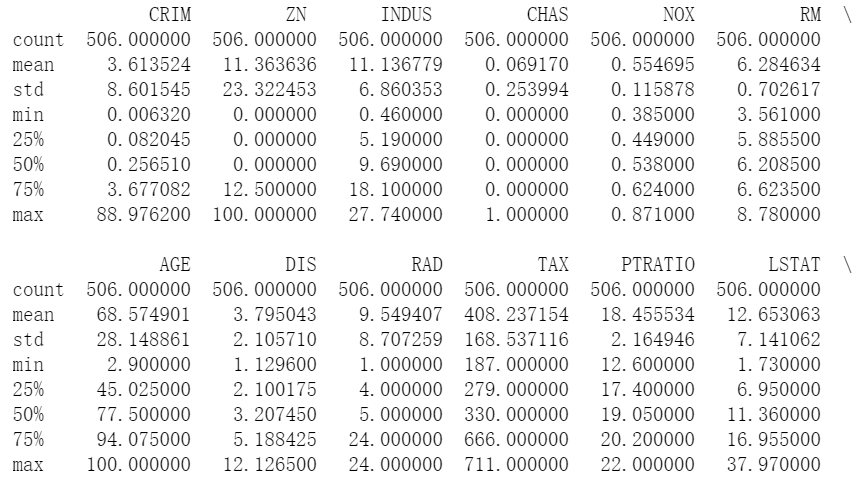 CRIM ZN INDUS CHAS NOX RM \
count 506.000000 506.000000 506.000000 506.000000 506.000000 506.000000
mean 3.613524 11.363636 11.136779 0.069170 0.554695 6.284634
std 8.601545 23.322453 6.860353 0.253994 0.115878 0.702617
min 0.006320 0.000000 0.460000 0.000000 0.385000 3.561000
25% 0.082045 0.000000 5.190000 0.000000 0.449000 5.885500
50% 0.256510 0.000000 9.690000 0.000000 0.538000 6.208500
75% 3.677082 12.500000 18.100000 0.000000 0.624000 6.623500
max 88.976200 100.000000 27.740000 1.000000 0.871000 8.780000
AGE DIS RAD TAX PTRATIO LSTAT \
count 506.000000 506.000000 506.000000 506.000000 506.000000 506.000000
mean 68.574901 3.795043 9.549407 408.237154 18.455534 12.653063
std 28.148861 2.105710 8.707259 168.537116 2.164946 7.141062
min 2.900000 1.129600 1.000000 187.000000 12.600000 1.730000
25% 45.025000 2.100175 4.000000 279.000000 17.400000 6.950000
50% 77.500000 3.207450 5.000000 330.000000 19.050000 11.360000
75% 94.075000 5.188425 24.000000 666.000000 20.200000 16.955000
max 100.000000 12.126500 24.000000 711.000000 22.000000 37.970000